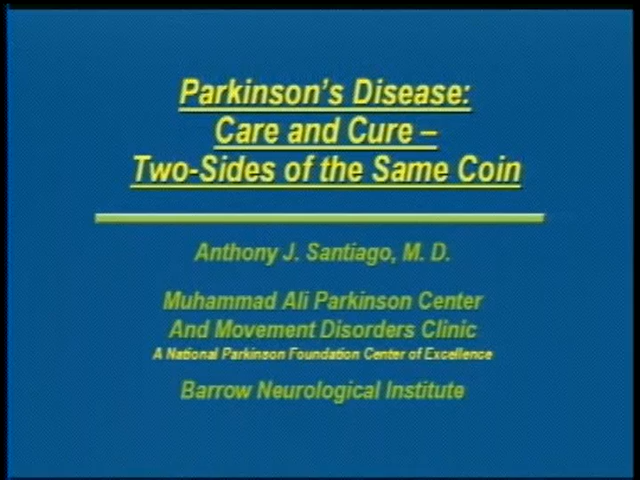 Parkinson's Disease:
Care and Cure –
Two-Sides of the Same Coin
Anthony J. Santiago, M. D.
Muhammad Ali Parkinson Center
And Movement Disorders Clinic
A National Parkinson Foundation Center of Excellence
Barrow Neurological Institute